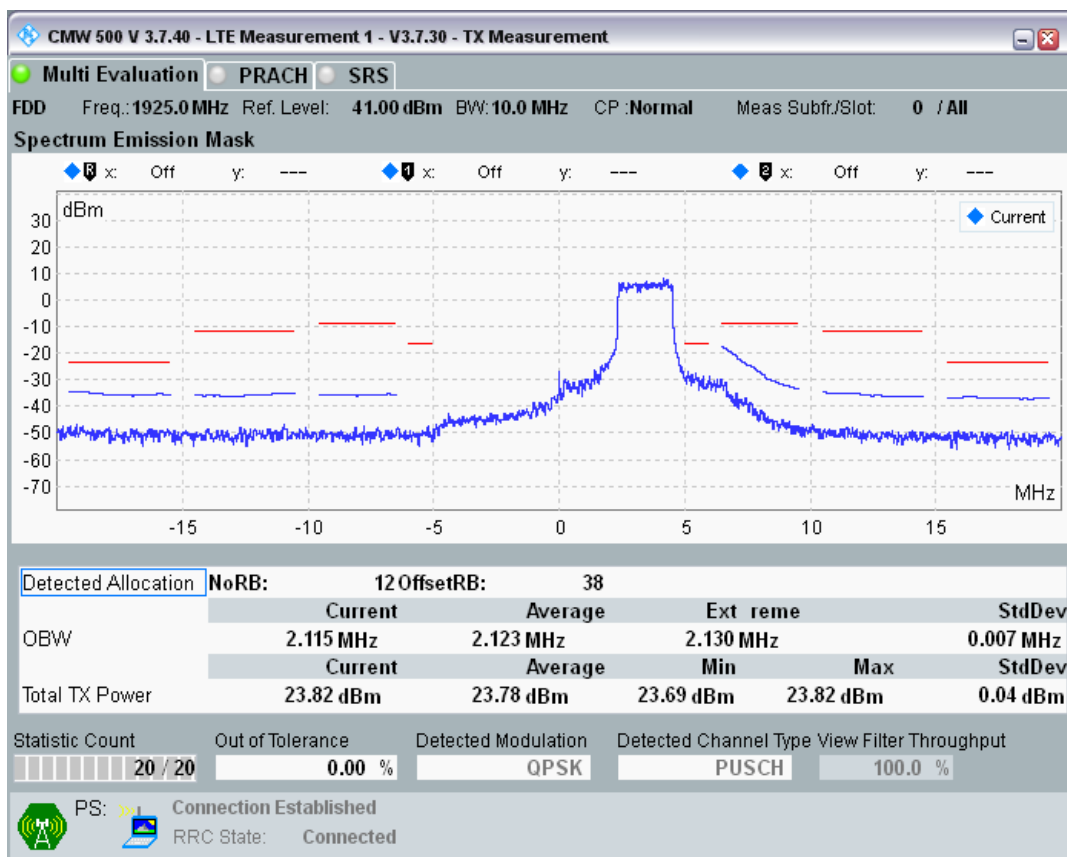 CMW 500 V 3.7.40 - LTE Measurement 1 - V3.7.30 - TX Measurement
Multi Evaluation PRACH SRS
FDD Freq.: 1925.0 MHz Ref. Level: 41.00 dBm BW: 10.0 MHz CP :Normal Meas Subfr./Slot: 0 / All
Spectrum Emission Mask
R x: Off y: --- 1 x: Off y: --- 2 x: Off y: ---
dBm
Current
30
20
10
0
-10
-20
-30
-40
-50
-60
-70
MHz
-15 -10 -5 0 5 10 15
Detected Allocation NoRB: 12 OffsetRB: 38
Current Average Ext reme StdDev
OBW 2.115 MHz 2.123 MHz 2.130 MHz 0.007 MHz
Current Average Min Max StdDev
Total TX Power 23.82 dBm 23.78 dBm 23.69 dBm 23.82 dBm 0.04 dBm
Statistic Count Out of Tolerance Detected Modulation Detected Channel Type View Filter Throughput
20 / 20 0.00 % QPSK PUSCH 100.0 %
PS: Connection Established
RRC State: Connected